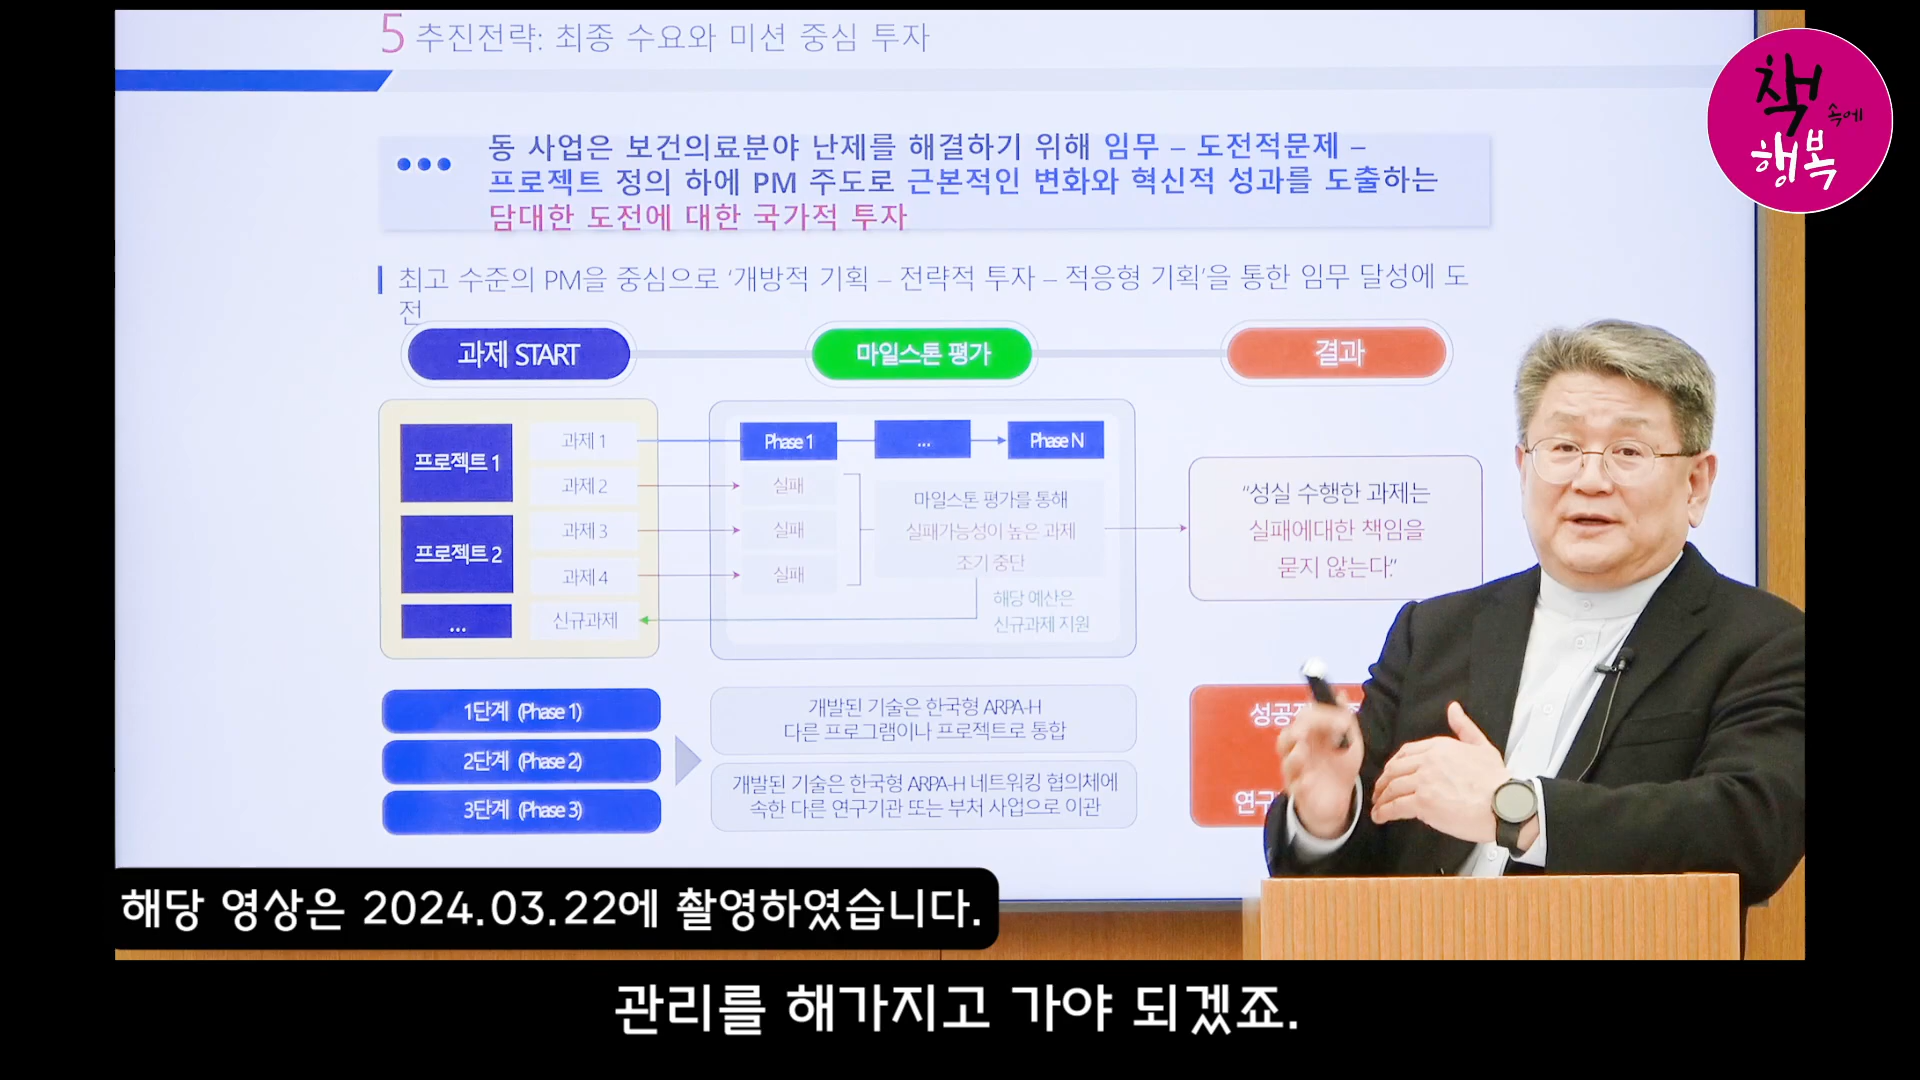 5 추진전략: 최종 수요와 미션 중심 투자
책
속에
행복
동 사업은 보건의료분야 난제를 해결하기 위해 임무 – 도전적문제 –
프로젝트 정의 하에 PM 주도로 근본적인 변화와 혁신적 성과를 도출하는
담대한 도전에 대한 국가적 투자
최고 수준의 PM을 중심으로 ‘개방적 기획 – 전략적 투자 – 적응형 기획’을 통한 임무 달성에 도
전
과제 START
마일스톤 평가
결과
프로젝트 1
과제 1
과제 2
프로젝트 2
과제 3
과제 4
...
신규과제
Phase 1
...
Phase N
실패
실패
실패
마일스톤 평가를 통해
실패가능성이 높은 과제
조기 중단
해당 예산은
신규과제 지원
“성실 수행한 과제는
실패에대한 책임을
묻지 않는다.”
1단계 (Phase 1)
2단계 (Phase 2)
3단계 (Phase 3)
개발된 기술은 한국형 ARPA-H
다른 프로그램이나 프로젝트로 통합
개발된 기술은 한국형 ARPA-H 네트워킹 협의체에
속한 다른 연구기관 또는 부처 사업으로 이관
해당 영상은 2024.03.22에 촬영하였습니다.
관리를 해가지고 가야 되겠죠.